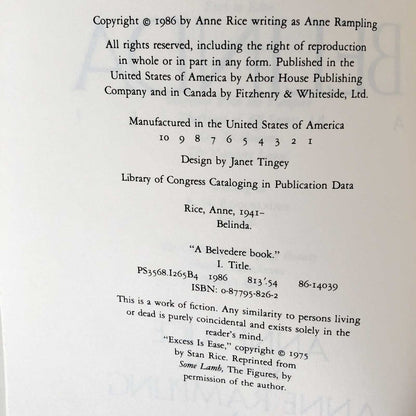 Copyright © 1986 by Anne Rice writing as Anne Rampling
All rights reserved, including the right of reproduction
in whole or in part in any form. Published in the
United States of America by Arbor House Publishing
Company and in Canada by Fitzhenry & Whiteside, Ltd.
Manufactured in the United States of America
10 9 8 7 6 5 4 3 2 1
Design by Janet Tingey
Library of Congress Cataloging in Publication Data
Rice, Anne, 1941–
Belinda.
"A Belvedere book."
I. Title.
PS3568.I265B4 1986 813'.54 86-14039
ISBN: 0-87795-826-2
This is a work of fiction. Any similarity to persons living
or dead is purely coincidental and exists solely in the
reader's mind.
"Excess Is Ease," copyright © 1975
by Stan Rice. Reprinted from
Some Lamb, The Figures, by
permission of the author.